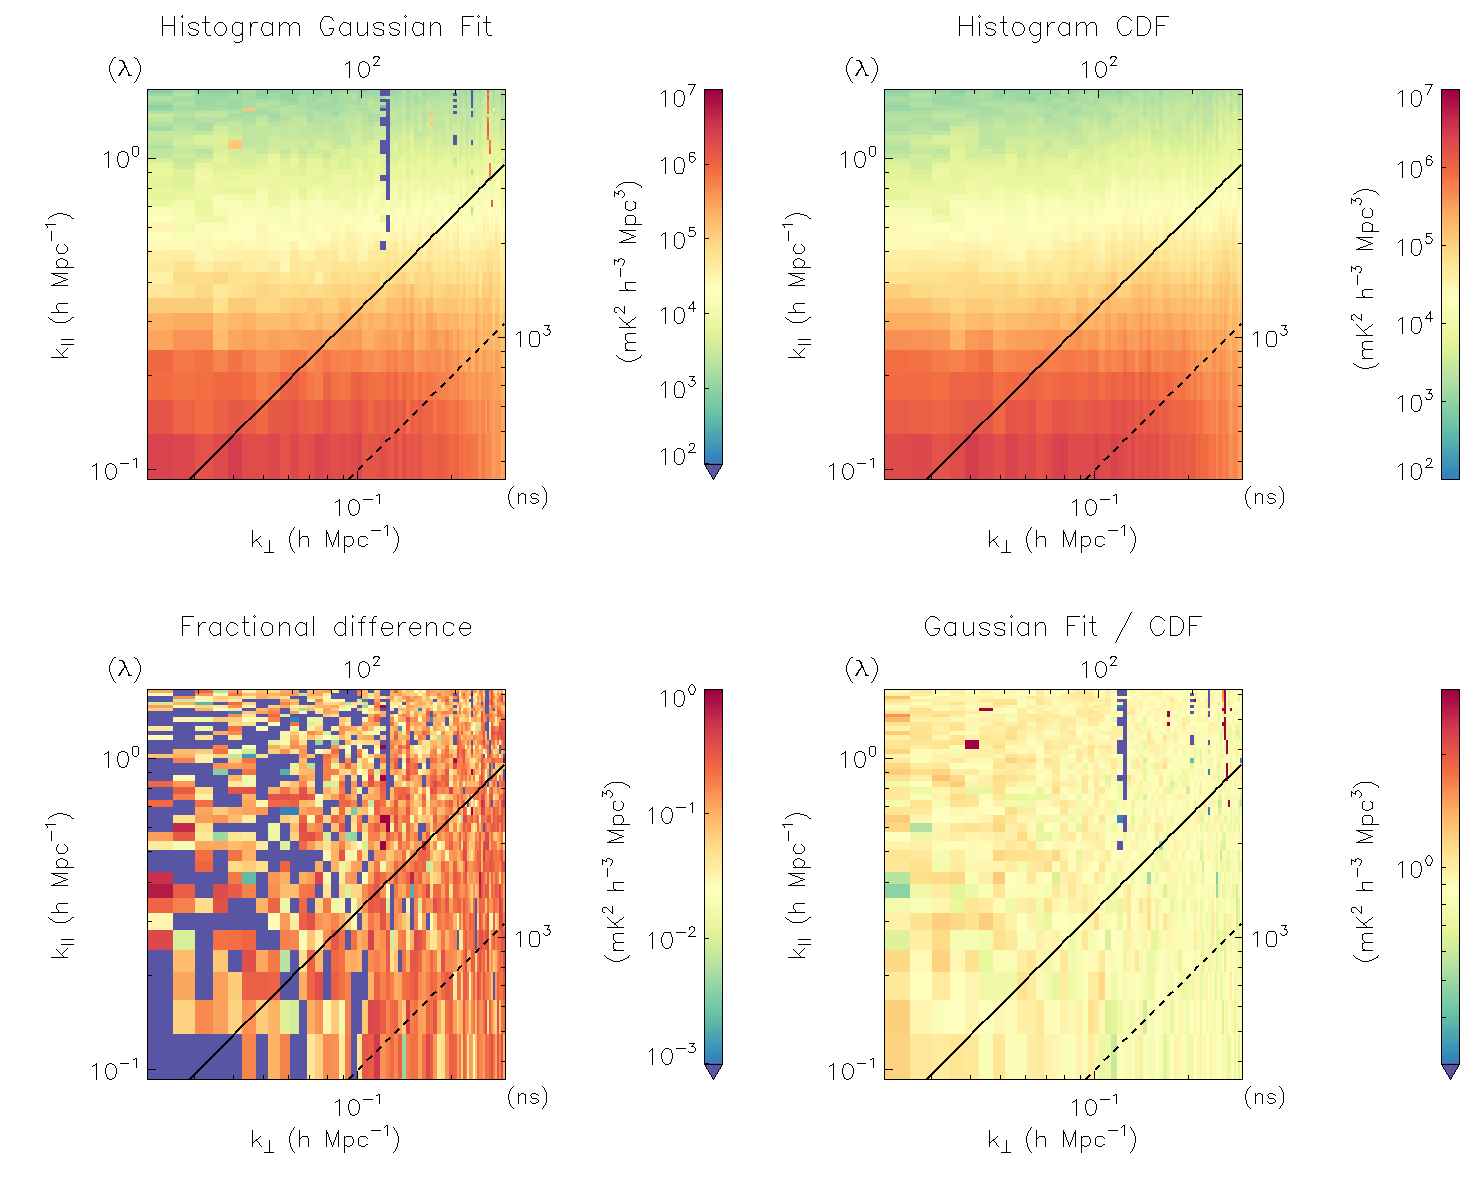 Histogram Gaussian Fit
(λ)
10²
10⁰
10⁻¹
k|| (h Mpc⁻¹)
10³
(ns)
10⁻¹
k⊥ (h Mpc⁻¹)
(mK² h⁻³ Mpc³)
10⁷
10⁶
10⁵
10⁴
10³
10²
Histogram CDF
(λ)
10²
10⁰
10⁻¹
k|| (h Mpc⁻¹)
10³
(ns)
10⁻¹
k⊥ (h Mpc⁻¹)
(mK² h⁻³ Mpc³)
10⁷
10⁶
10⁵
10⁴
10³
10²
Fractional difference
(λ)
10²
10⁰
10⁻¹
k|| (h Mpc⁻¹)
10³
(ns)
10⁻¹
k⊥ (h Mpc⁻¹)
(mK² h⁻³ Mpc³)
10⁰
10⁻¹
10⁻²
10⁻³
Gaussian Fit / CDF
(λ)
10²
10⁰
10⁻¹
k|| (h Mpc⁻¹)
10³
(ns)
10⁻¹
k⊥ (h Mpc⁻¹)
(mK² h⁻³ Mpc³)
10⁰